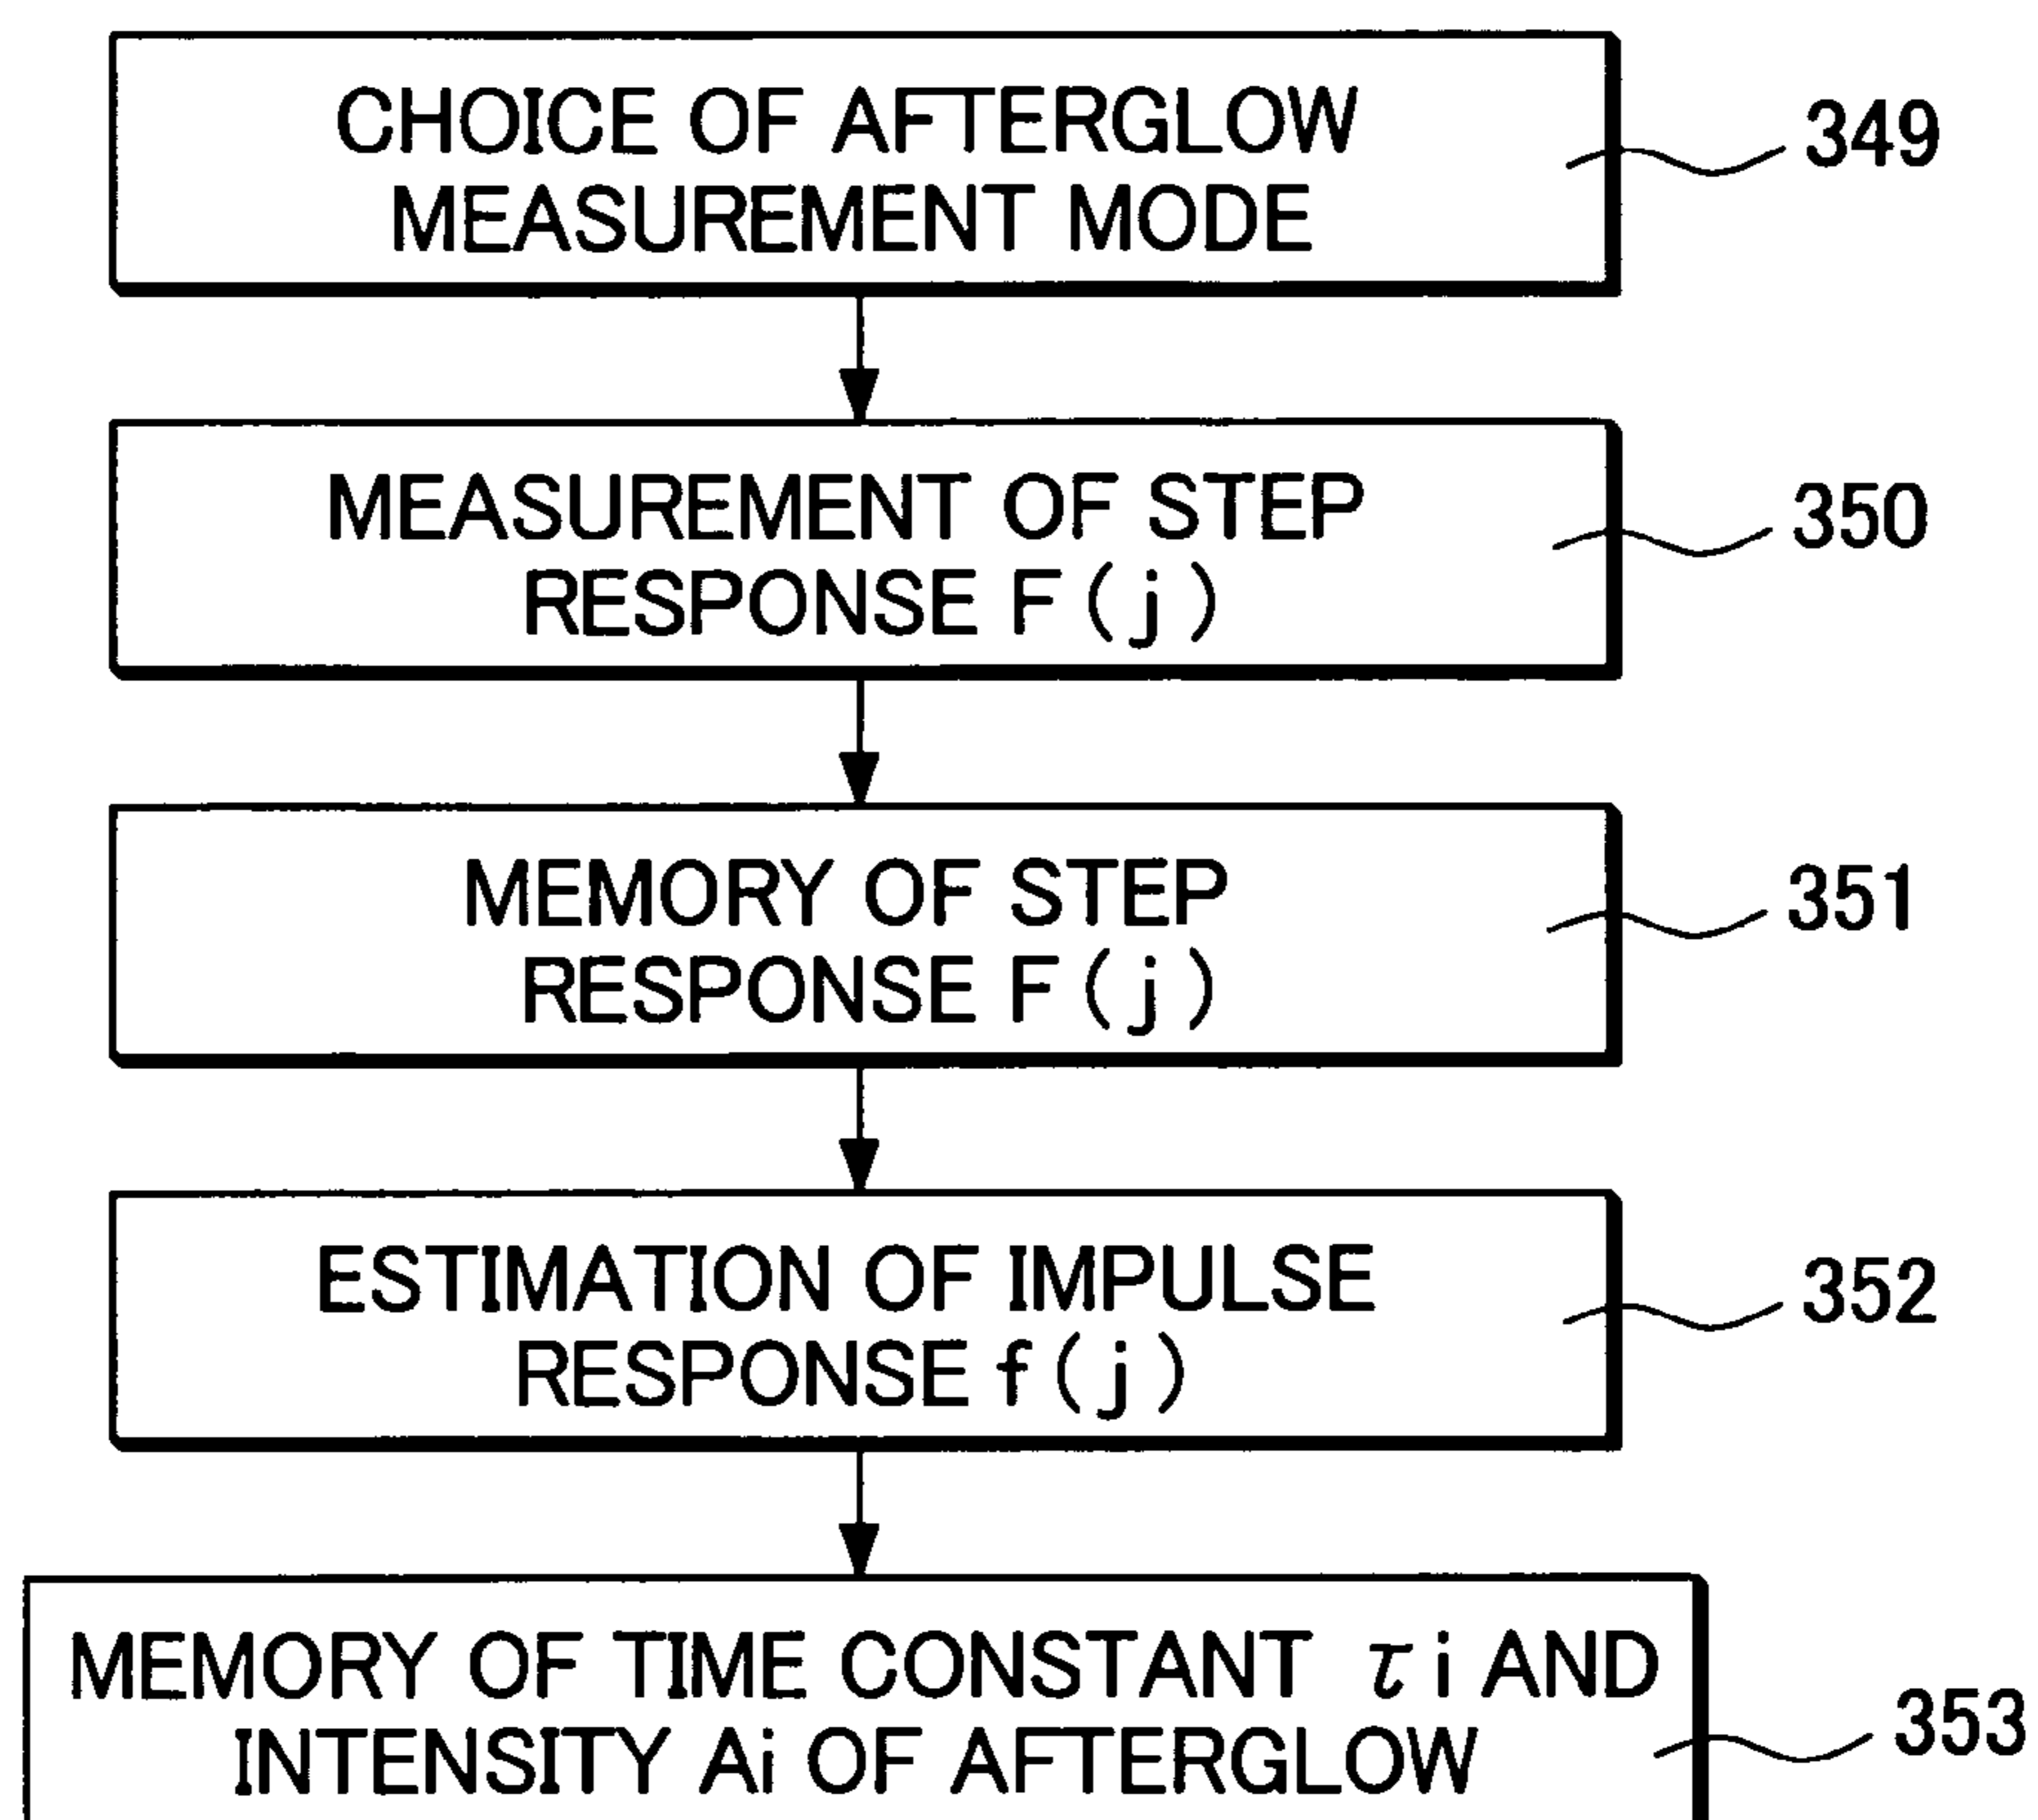 CHOICE OF AFTERGLOW
MEASUREMENT MODE
349
MEASUREMENT OF STEP
RESPONSE F(j)
350
MEMORY OF STEP
RESPONSE F(j)
351
ESTIMATION OF IMPULSE
RESPONSE f(j)
352
MEMORY OF TIME CONSTANT τi AND
INTENSITY Ai OF AFTERGLOW
353